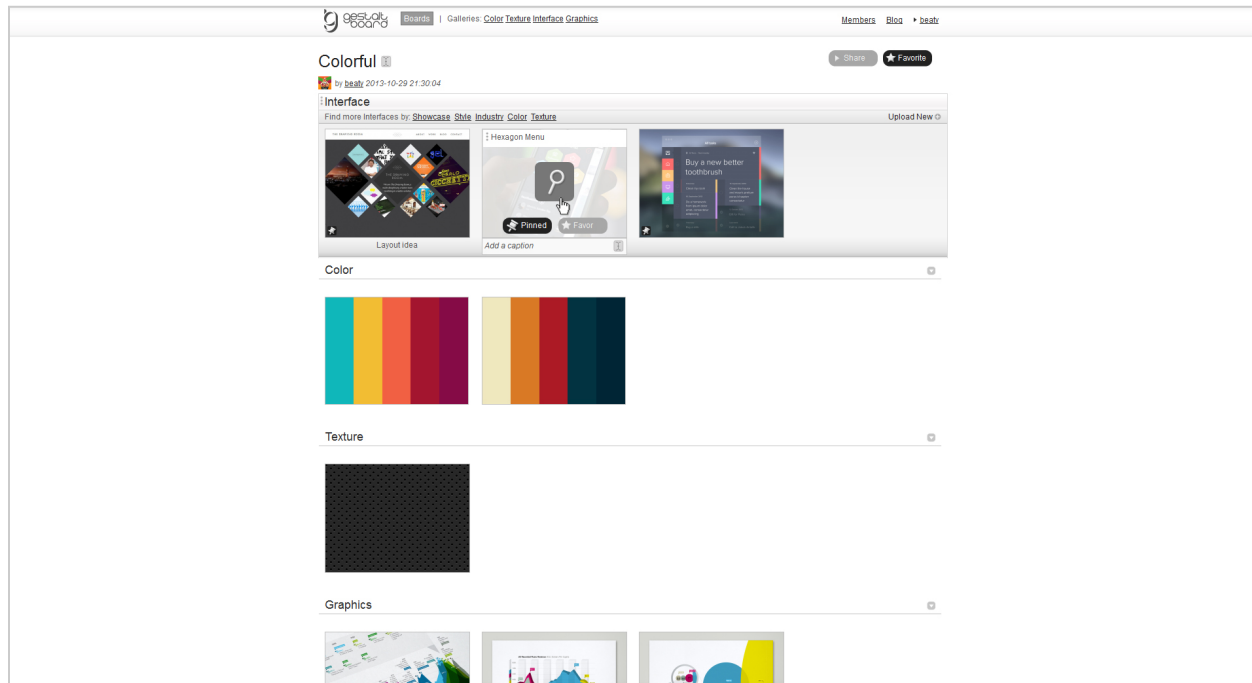 gestalt board Boards | Galleries: Color Texture Interface Graphics Members Blog beaty
Colorful Share Favorite
by beaty 2013-10-29 21:30:04
Interface
Find more Interfaces by: Showcase Style Industry Color Texture Upload New
Hexagon Menu
Buy a new better
toothbrush
Pinned Favor
Layout idea Add a caption
Color
Texture
Graphics